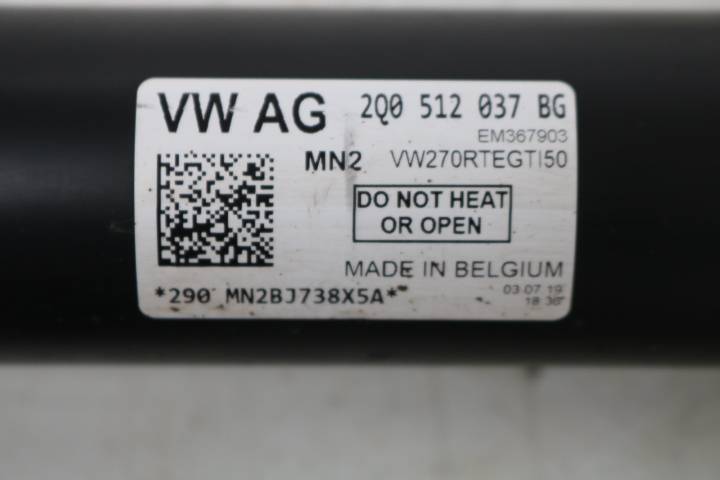 VW AG 2Q0 512 037 BG
EM367903
MN2 VW270RTEGTI50
DO NOT HEAT
OR OPEN
MADE IN BELGIUM
*290 MN2BJ738X5A*
03.07.19
18:36